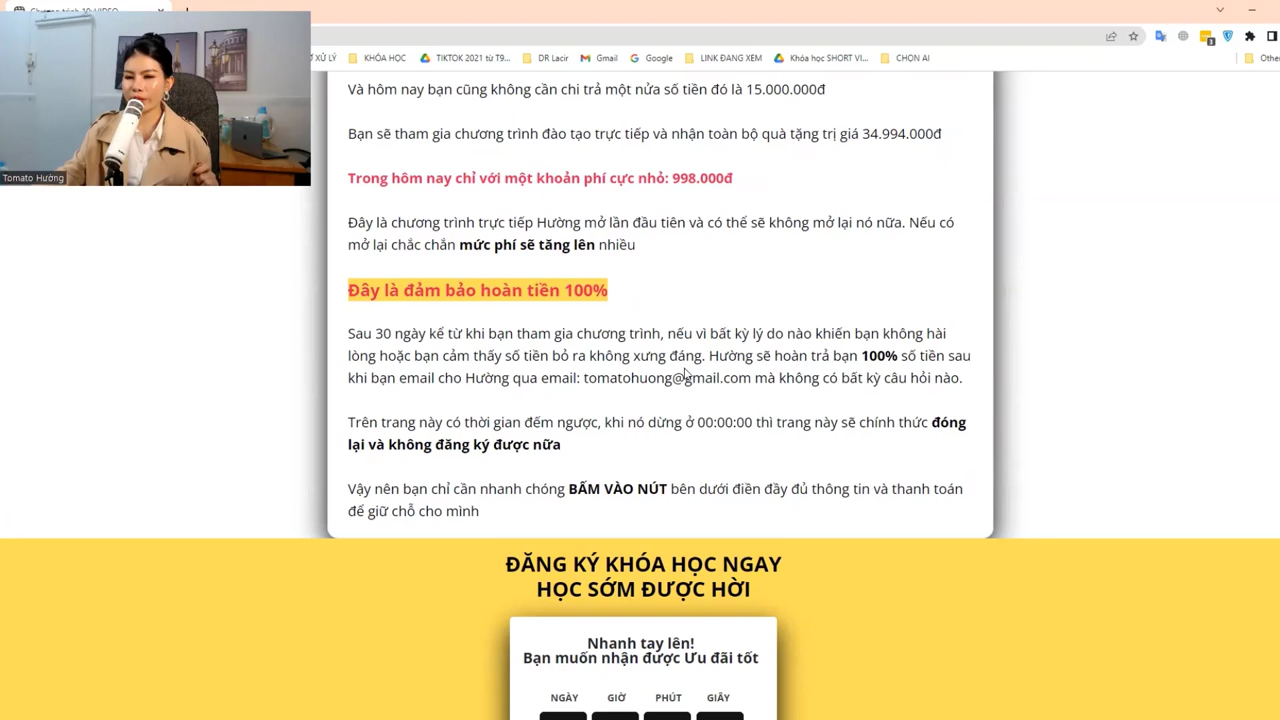 XỬ LÝ
KHÓA HỌC
TIKTOK 2021 từ T9...
DR Lacir
Gmail
Google
LINK ĐANG XEM
Khóa học SHORT VI...
CHỌN AI
Other
Tomato Hường
Và hôm nay bạn cũng không cần chi trả một nửa số tiền đó là 15.000.000đ
Bạn sẽ tham gia chương trình đào tạo trực tiếp và nhận toàn bộ quà tặng trị giá 34.994.000đ
Trong hôm nay chỉ với một khoản phí cực nhỏ: 998.000đ
Đây là chương trình trực tiếp Hường mở lần đầu tiên và có thể sẽ không mở lại nó nữa. Nếu có
mở lại chắc chắn mức phí sẽ tăng lên nhiều
Đây là đảm bảo hoàn tiền 100%
Sau 30 ngày kể từ khi bạn tham gia chương trình, nếu vì bất kỳ lý do nào khiến bạn không hài
lòng hoặc bạn cảm thấy số tiền bỏ ra không xưng đáng. Hường sẽ hoàn trả bạn 100% số tiền sau
khi bạn email cho Hường qua email: tomatohuong@gmail.com mà không có bất kỳ câu hỏi nào.
Trên trang này có thời gian đếm ngược, khi nó dừng ở 00:00:00 thì trang này sẽ chính thức đóng
lại và không đăng ký được nữa
Vậy nên bạn chỉ cần nhanh chóng BẤM VÀO NÚT bên dưới điền đầy đủ thông tin và thanh toán
để giữ chỗ cho mình
ĐĂNG KÝ KHÓA HỌC NGAY
HỌC SỚM ĐƯỢC HỜI
Nhanh tay lên!
Bạn muốn nhận được Ưu đãi tốt
NGÀY GIỜ PHÚT GIÂY